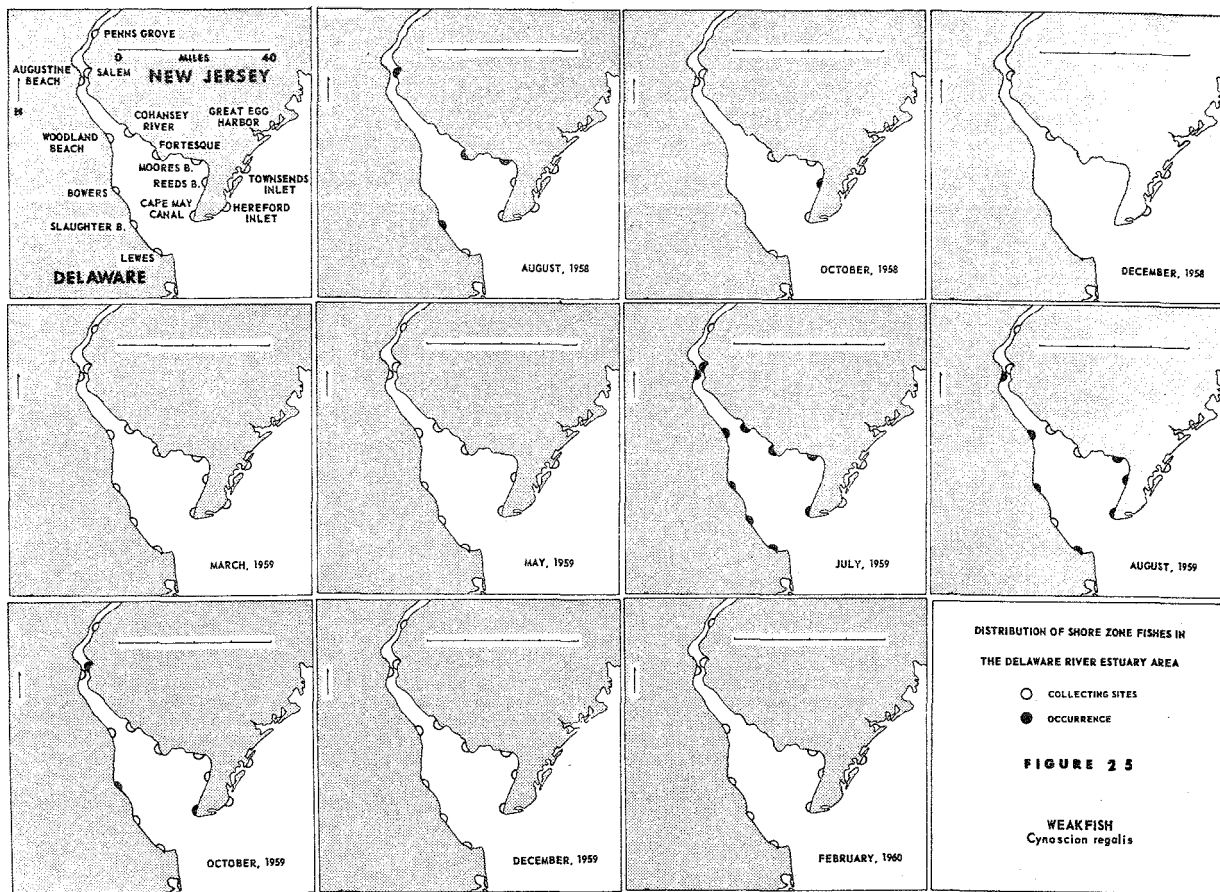 PENNS GROVE
0 MILES 40
AUGUSTINE
BEACH
SALEM
NEW JERSEY
COHANSEY
RIVER
GREAT EGG
HARBOR
WOODLAND
BEACH
FORTESQUE
MOORES B.
REEDS B.
TOWNSENDS
INLET
BOWERS
CAPE MAY
CANAL
HEREFORD
INLET
SLAUGHTER B.
LEWES
DELAWARE
AUGUST, 1958
OCTOBER, 1958
DECEMBER, 1958
MARCH, 1959
MAY, 1959
JULY, 1959
AUGUST, 1959
OCTOBER, 1959
DECEMBER, 1959
FEBRUARY, 1960
DISTRIBUTION OF SHORE ZONE FISHES IN
THE DELAWARE RIVER ESTUARY AREA
COLLECTING SITES
OCCURRENCE
FIGURE 25
WEAKFISH
Cynoscion regalis